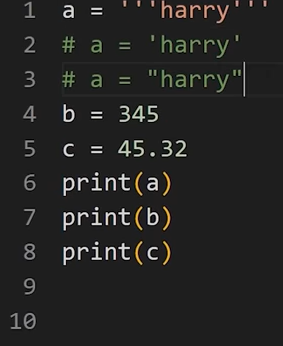 1 a = '''harry'''
2 # a = 'harry'
3 # a = "harry"
4 b = 345
5 c = 45.32
6 print(a)
7 print(b)
8 print(c)
9
10